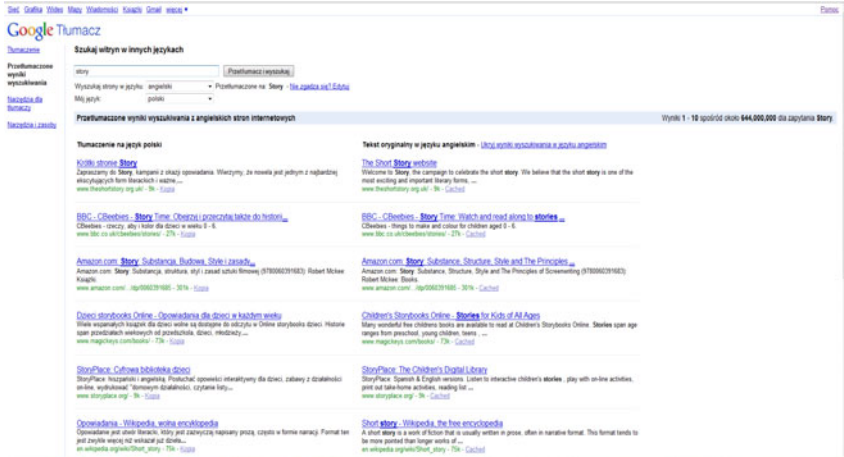 Sieć Grafika Wideo Mapy Wiadomości Książki Gmail więcej ▼
Pomoc
Google Tłumacz
Tłumaczenie
Przetłumaczone wyniki wyszukiwania
Narzędzia dla tłumaczy
Narzędzia i zasoby
Szukaj witryn w innych językach
story
Przetłumacz i wyszukaj
Wyszukaj strony w języku: angielski Przetłumaczone na: Story - Nie zgadza się? Edytuj
Mój język: polski
Przetłumaczone wyniki wyszukiwania z angielskich stron internetowych
Wyniki 1 - 10 spośród około 644,000,000 dla zapytania Story.
Tłumaczenie na język polski
Krótki stronie Story
Zapraszamy do Story, kampanii z okazji opowiadania. Wierzymy, że nowela jest jednym z najbardziej
ekscytujących form literackich i ważne, ...
www.theshortstory.org.uk/ - 9k - Kopia
BBC - CBeebies - Story Time: Obejrzyj i przeczytaj także do historii...
CBeebies - rzeczy, aby i kolor dla dzieci w wieku 0 - 6.
www.bbc.co.uk/cbeebies/stories/ - 27k - Kopia
Amazon.com: Story: Substancja, Budowa, Style i zasady...
Amazon.com: Story: Substancja, struktura, styl i zasad sztuki filmowej (9780060391683): Robert Mckee:
Książki.
www.amazon.com/.../dp/0060391685 - 301k - Kopia
Dzieci storybooks Online - Opowiadania dla dzieci w każdym wieku
Wiele wspaniałych książek dla dzieci wolne są dostępne do odczytu w Online storybooks dzieci. Historie
span przedziałach wiekowych od przedszkola, dzieci, młodzieży ...
www.magickeys.com/books/ - 73k - Kopia
StoryPlace: Cyfrowa biblioteka dzieci
StoryPlace: hiszpański i angielską. Posłuchać opowieści interaktywny dla dzieci, zabawy z działalności
on-line, wydrukować "domowym działalności, czytanie listy...
www.storyplace.org/ - 9k - Kopia
Opowiadania - Wikipedia, wolna encyklopedia
Opowiadanie jest utwór literacki, który jest zazwyczaj napisany prozą, często w formie narracji. Format ten
jest zwykle więcej niż wskazał już dzieła...
en.wikipedia.org/wiki/Short_story - 75k - Kopia
Tekst oryginalny w języku angielskim - Ukryj wyniki wyszukiwania w języku angielskim
The Short Story website
Welcome to Story, the campaign to celebrate the short story. We believe that the short story is one of the
most exciting and important literary forms, ...
www.theshortstory.org.uk/ - 9k - Cached
BBC - CBeebies - Story Time: Watch and read along to stories ...
CBeebies - things to make and colour for children aged 0 - 6.
www.bbc.co.uk/cbeebies/stories/ - 27k - Cached
Amazon.com: Story: Substance, Structure, Style and The Principles ...
Amazon.com: Story: Substance, Structure, Style and The Principles of Screenwriting (9780060391683):
Robert Mckee: Books.
www.amazon.com/.../dp/0060391685 - 301k - Cached
Children's Storybooks Online - Stories for Kids of All Ages
Many wonderful free childrens books are available to read at Children's Storybooks Online. Stories span age
ranges from preschool, young children, teens , ...
www.magickeys.com/books/ - 73k - Cached
StoryPlace: The Children's Digital Library
StoryPlace: Spanish & English versions. Listen to interactive children's stories , play with on-line activities,
print out take-home activities, reading list ...
www.storyplace.org/ - 9k - Cached
Short story - Wikipedia, the free encyclopedia
A short story is a work of fiction that is usually written in prose, often in narrative format. This format tends to
be more pointed than longer works of ...
en.wikipedia.org/wiki/Short_story - 75k - Cached